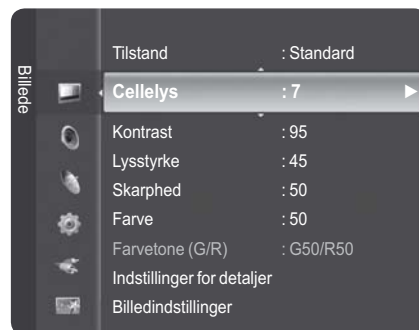 Billede
Tilstand : Standard
Cellelys : 7
Kontrast : 95
Lysstyrke : 45
Skarphed : 50
Farve : 50
Farvetone (G/R) : G50/R50
Indstillinger for detaljer
Billedindstillinger